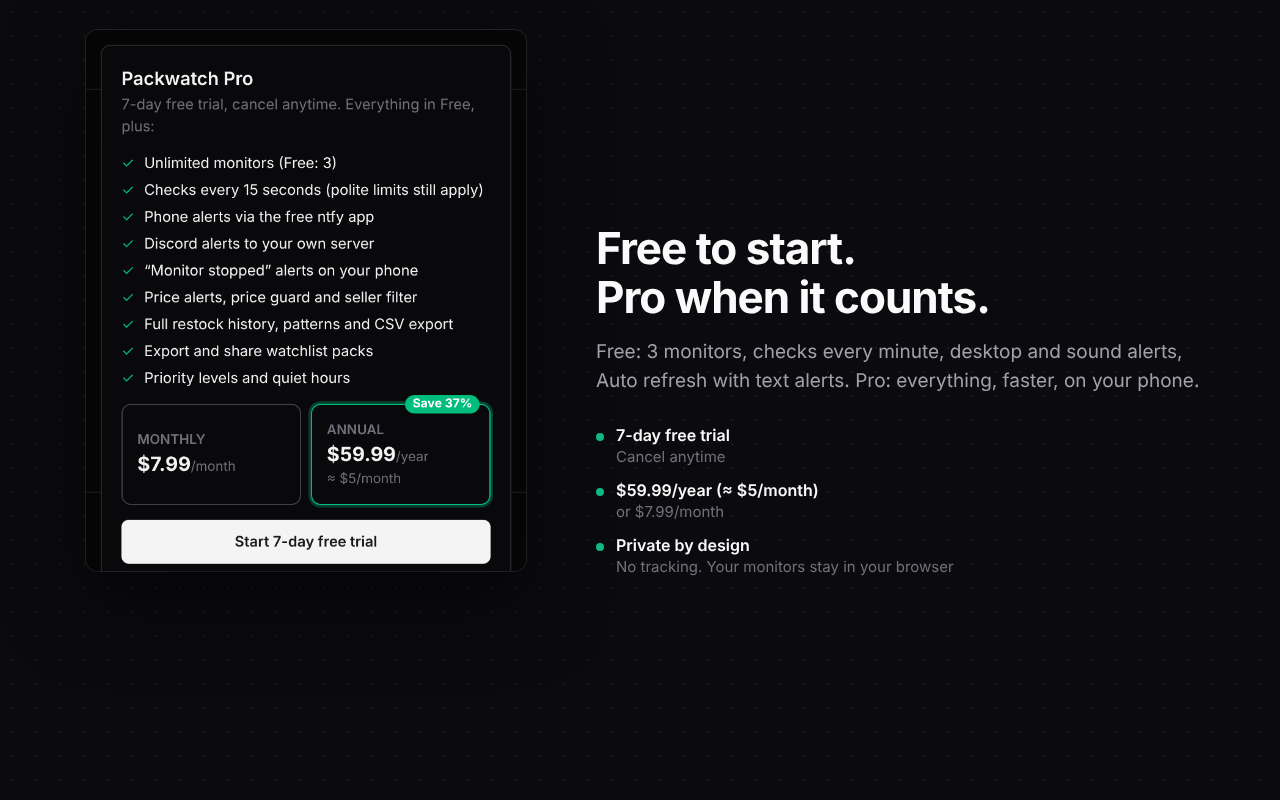 Packwatch Pro
7-day free trial, cancel anytime. Everything in Free,
plus:
Unlimited monitors (Free: 3)
Checks every 15 seconds (polite limits still apply)
Phone alerts via the free ntfy app
Discord alerts to your own server
“Monitor stopped” alerts on your phone
Price alerts, price guard and seller filter
Full restock history, patterns and CSV export
Export and share watchlist packs
Priority levels and quiet hours
MONTHLY
$7.99/month
Save 37%
ANNUAL
$59.99/year
≈ $5/month
Start 7-day free trial
Free to start.
Pro when it counts.
Free: 3 monitors, checks every minute, desktop and sound alerts,
Auto refresh with text alerts. Pro: everything, faster, on your phone.
7-day free trial
Cancel anytime
$59.99/year (≈ $5/month)
or $7.99/month
Private by design
No tracking. Your monitors stay in your browser